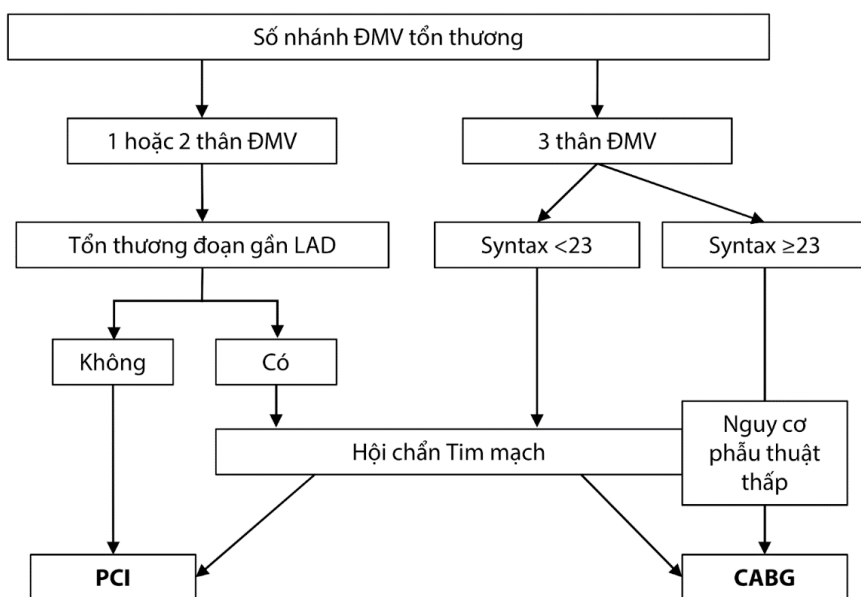 Số nhánh ĐMV tổn thương
1 hoặc 2 thân ĐMV
3 thân ĐMV
Tổn thương đoạn gần LAD
Syntax <23
Syntax ≥23
Không
Có
Hội chẩn Tim mạch
Nguy cơ
phẫu thuật
thấp
PCI
CABG